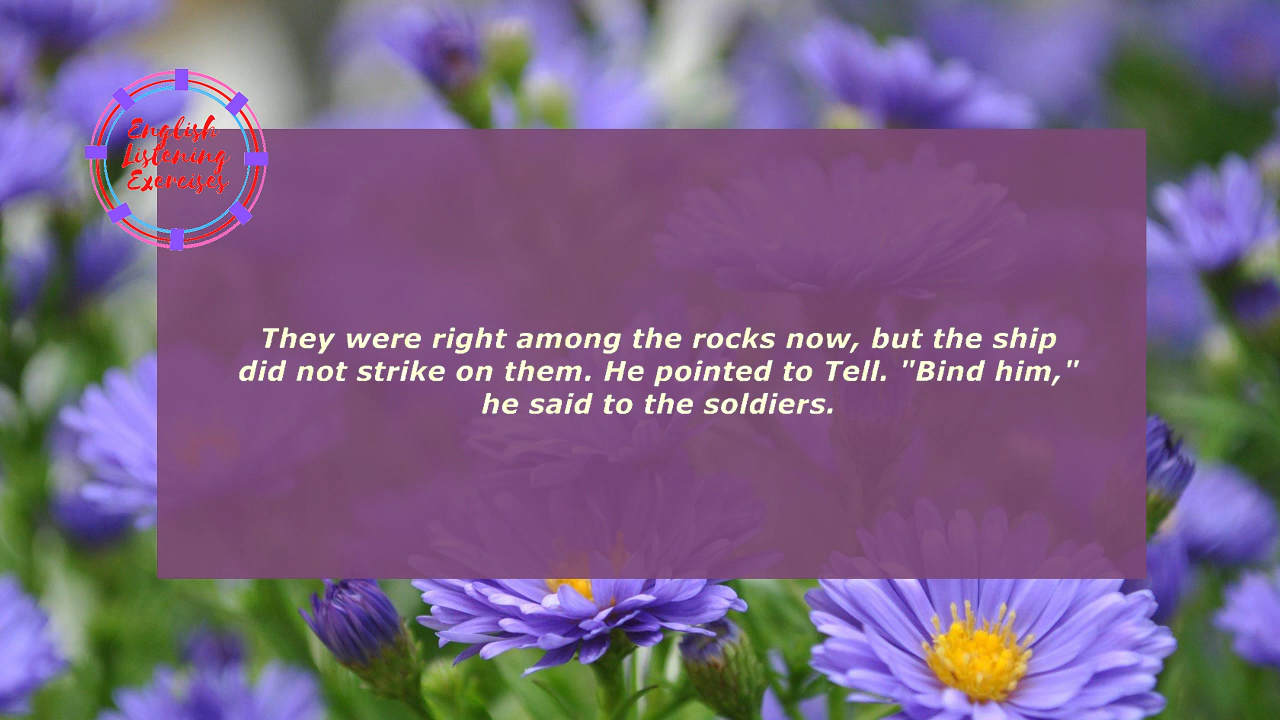 English
Listening
Exercises
They were right among the rocks now, but the ship
did not strike on them. He pointed to Tell. "Bind him,"
he said to the soldiers.